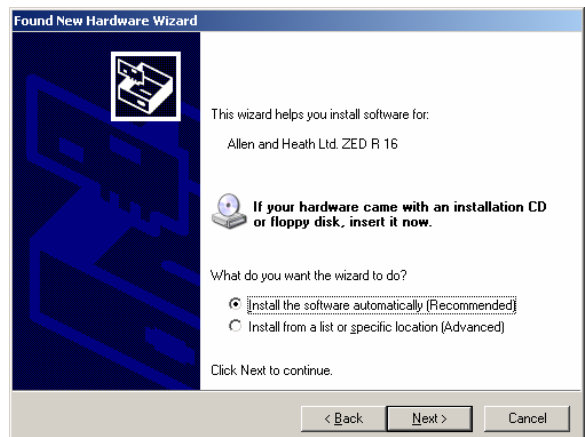 Found New Hardware Wizard
This wizard helps you install software for:
Allen and Heath Ltd. ZED R 16
If your hardware came with an installation CD
or floppy disk, insert it now.
What do you want the wizard to do?
Install the software automatically (Recommended)
Install from a list or specific location (Advanced)
Click Next to continue.
< Back Next > Cancel